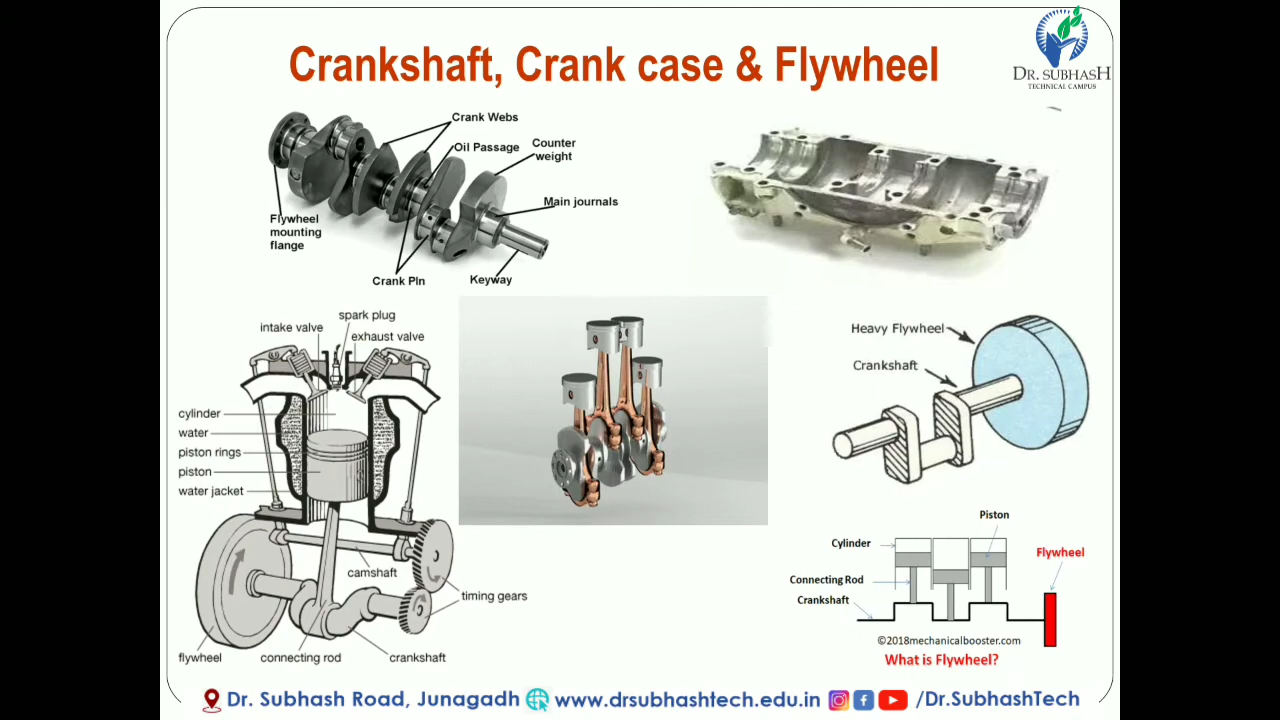 Crankshaft, Crank case & Flywheel
DR. SUBHASH
TECHNICAL CAMPUS
Crank Webs
Oil Passage
Counter
weight
Main journals
Flywheel
mounting
flange
Crank PIn
Keyway
spark plug
intake valve
exhaust valve
cylinder
water
piston rings
piston
water jacket
camshaft
timing gears
flywheel
connecting rod
crankshaft
Heavy Flywheel
Crankshaft
Piston
Cylinder
Flywheel
Connecting Rod
Crankshaft
©2018mechanicalbooster.com
What is Flywheel?
Dr. Subhash Road, Junagadh www.drsubhashtech.edu.in /Dr.SubhashTech